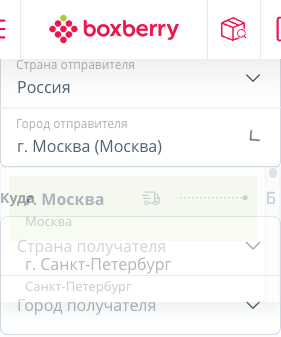 boxberry
Страна отправителя
Россия
Город отправителя
г. Москва (Москва)
Куда
г. Москва
Б
Москва
Страна получателя
г. Санкт-Петербург
Санкт-Петербург
Город получателя